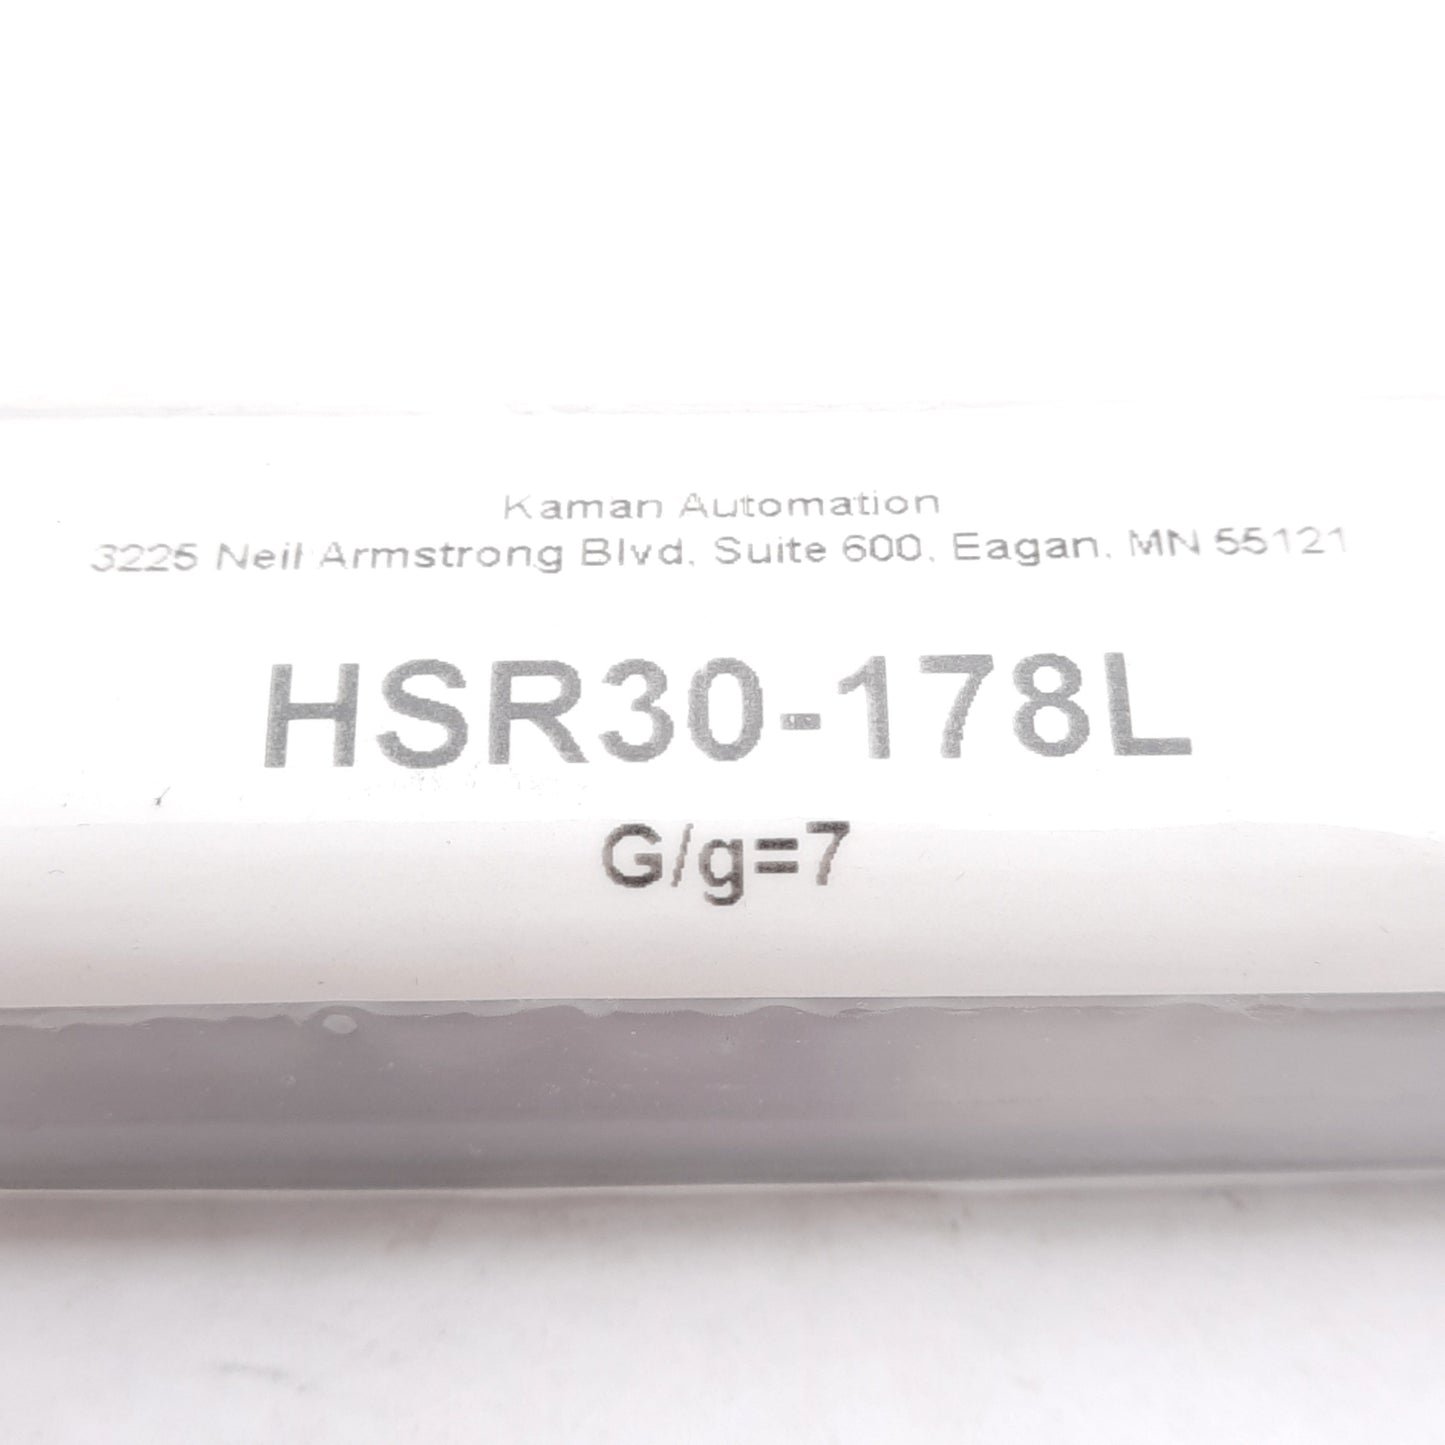 Kaman Automation
3225 Neil Armstrong Blvd, Suite 600, Eagan, MN 55121
HSR30-178L
G/g=7